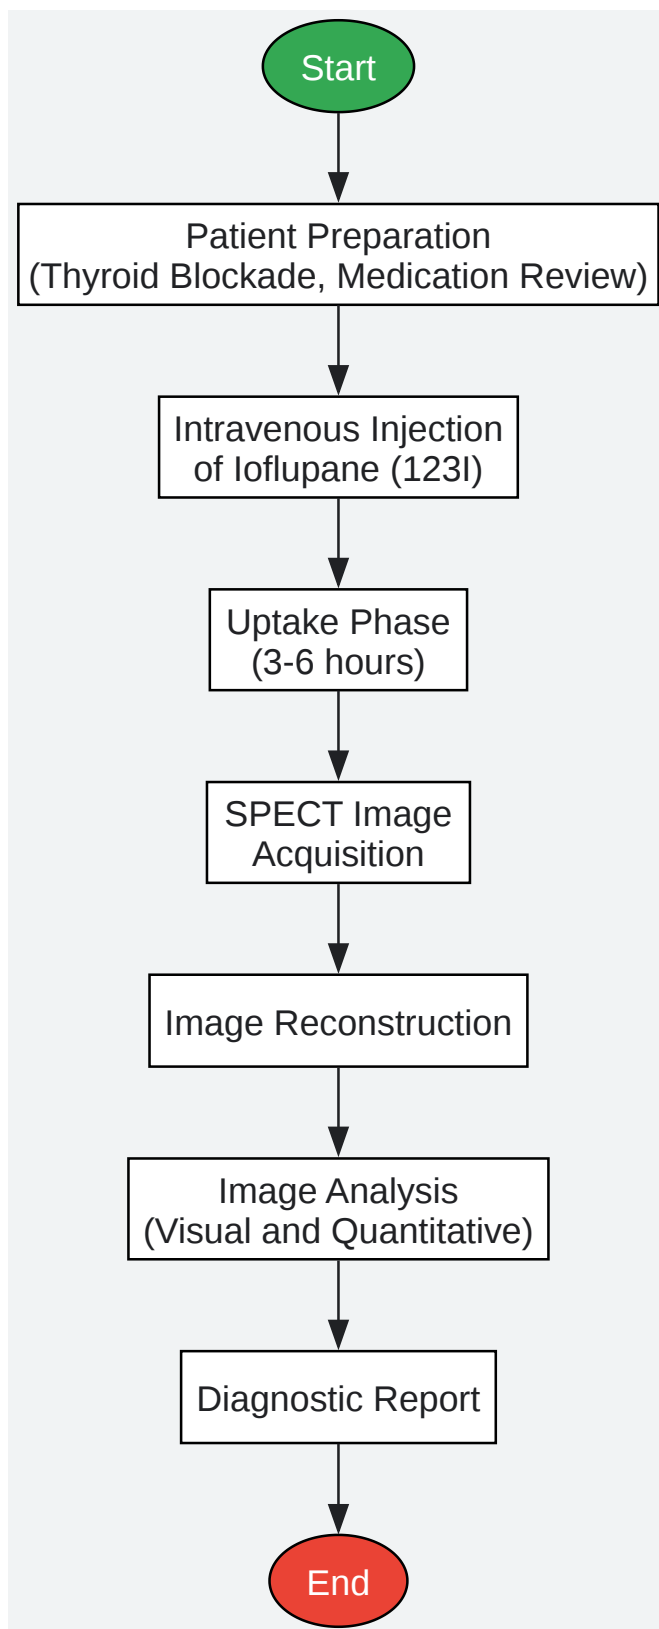 Start
Patient Preparation
(Thyroid Blockade, Medication Review)
Intravenous Injection
of Ioflupane (123I)
Uptake Phase
(3-6 hours)
SPECT Image
Acquisition
Image Reconstruction
Image Analysis
(Visual and Quantitative)
Diagnostic Report
End